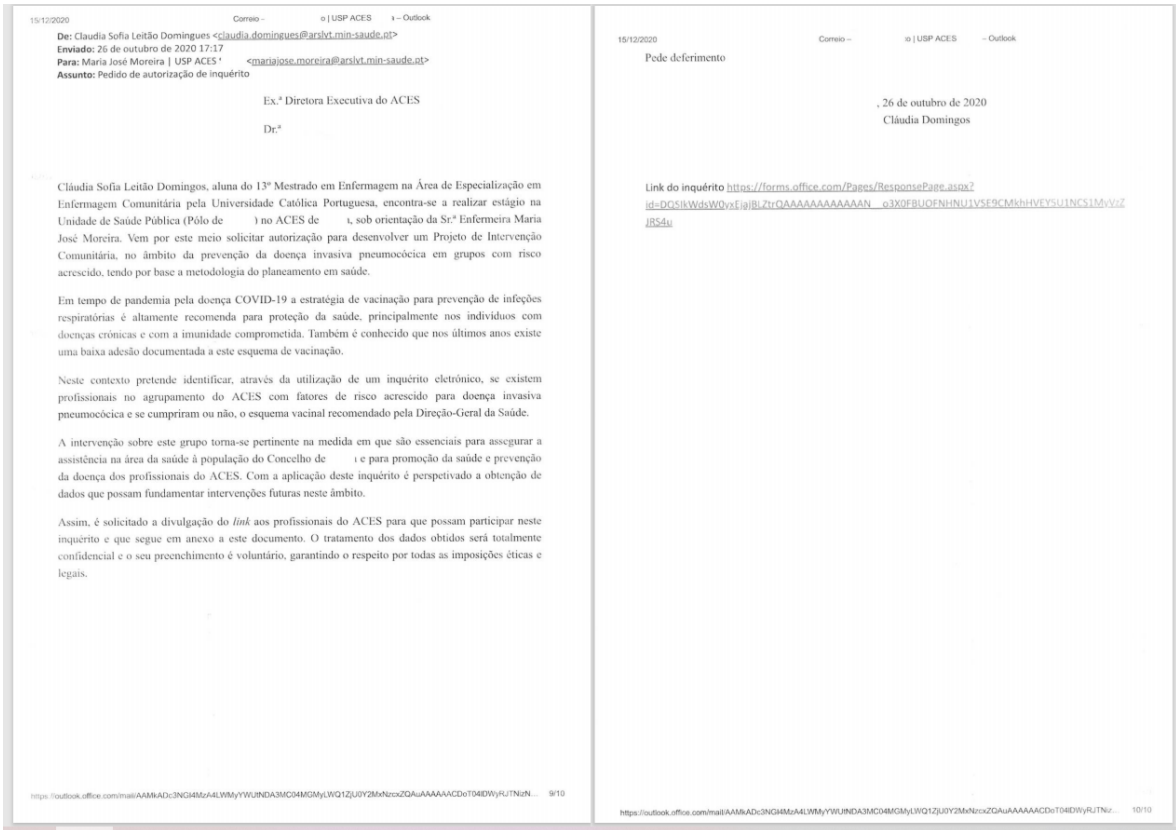 15/12/2020 Correio – o | USP ACES – Outlook
De: Claudia Sofia Leitão Domingues <claudia.domingues@arslvt.min-saude.pt>
Enviado: 26 de outubro de 2020 17:17
Para: Maria José Moreira | USP ACES <mariajose.moreira@arslvt.min-saude.pt>
Assunto: Pedido de autorização de inquérito
Ex.ª Diretora Executiva do ACES
Dr.ª
Cláudia Sofia Leitão Domingos, aluna do 13º Mestrado em Enfermagem na Área de Especialização em
Enfermagem Comunitária pela Universidade Católica Portuguesa, encontra-se a realizar estágio na
Unidade de Saúde Pública (Pólo de ) no ACES de , sob orientação da Sr.ª Enfermeira Maria
José Moreira. Vem por este meio solicitar autorização para desenvolver um Projeto de Intervenção
Comunitária, no âmbito da prevenção da doença invasiva pneumocócica em grupos com risco
acrescido, tendo por base a metodologia do planeamento em saúde.
Em tempo de pandemia pela doença COVID-19 a estratégia de vacinação para prevenção de infeções
respiratórias é altamente recomenda para proteção da saúde, principalmente nos indivíduos com
doenças crónicas e com a imunidade comprometida. Também é conhecido que nos últimos anos existe
uma baixa adesão documentada a este esquema de vacinação.
Neste contexto pretende identificar, através da utilização de um inquérito eletrónico, se existem
profissionais no agrupamento do ACES com fatores de risco acrescido para doença invasiva
pneumocócica e se cumpriram ou não, o esquema vacinal recomendado pela Direção-Geral da Saúde.
A intervenção sobre este grupo torna-se pertinente na medida em que são essenciais para assegurar a
assistência na área da saúde à população do Concelho de e para promoção da saúde e prevenção
da doença dos profissionais do ACES. Com a aplicação deste inquérito é perspetivado a obtenção de
dados que possam fundamentar intervenções futuras neste âmbito.
Assim, é solicitado a divulgação do link aos profissionais do ACES para que possam participar neste
inquérito e que segue em anexo a este documento. O tratamento dos dados obtidos será totalmente
confidencial e o seu preenchimento é voluntário, garantindo o respeito por todas as imposições éticas e
legais.
9/10
15/12/2020 Correio – o | USP ACES – Outlook
Pede deferimento
, 26 de outubro de 2020
Cláudia Domingos
Link do inquérito https://forms.office.com/Pages/ResponsePage.aspx?
10/10